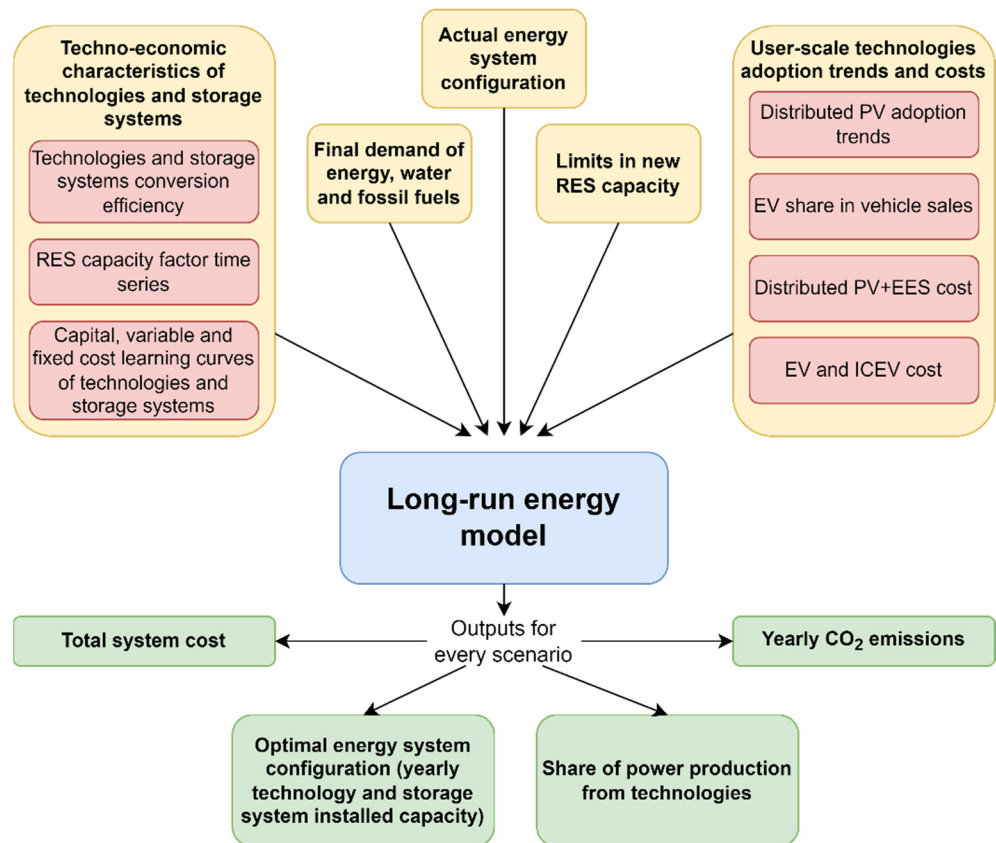 Techno-economic
characteristics of
technologies and storage
systems
Technologies and storage
systems conversion
efficiency
RES capacity factor time
series
Capital, variable and
fixed cost learning curves
of technologies and
storage systems
Final demand of
energy, water
and fossil fuels
Actual energy
system
configuration
Limits in new
RES capacity
User-scale technologies
adoption trends and costs
Distributed PV adoption
trends
EV share in vehicle sales
Distributed PV+EES cost
EV and ICEV cost
Long-run energy
model
Outputs for
every scenario
Total system cost
Yearly CO₂ emissions
Optimal energy system
configuration (yearly
technology and storage
system installed capacity)
Share of power production
from technologies